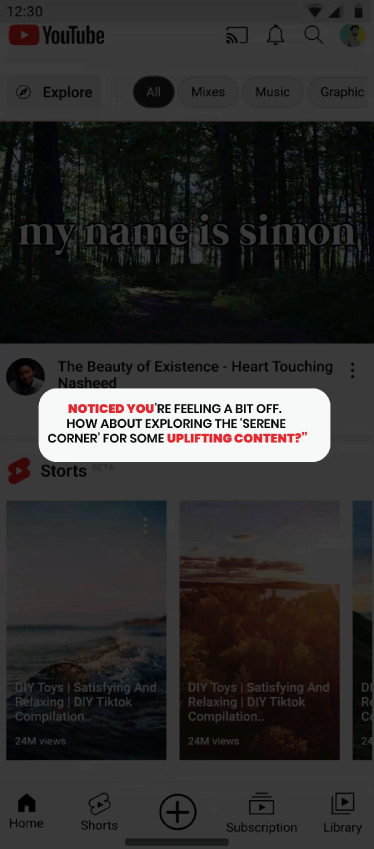 12:30
YouTube
Explore
All
Mixes
Music
Graphic
my name is simon
The Beauty of Existence - Heart Touching
Nasheed
NOTICED YOU'RE FEELING A BIT OFF.
HOW ABOUT EXPLORING THE 'SERENE
CORNER' FOR SOME UPLIFTING CONTENT?"
Storts BETA
DIY Toys | Satisfying And
Relaxing | DIY Tiktok
Compilation..
24M views
DIY Toys | Satisfying And
Relaxing | DIY Tiktok
Compilation..
24M views
Home
Shorts
Subscription
Library